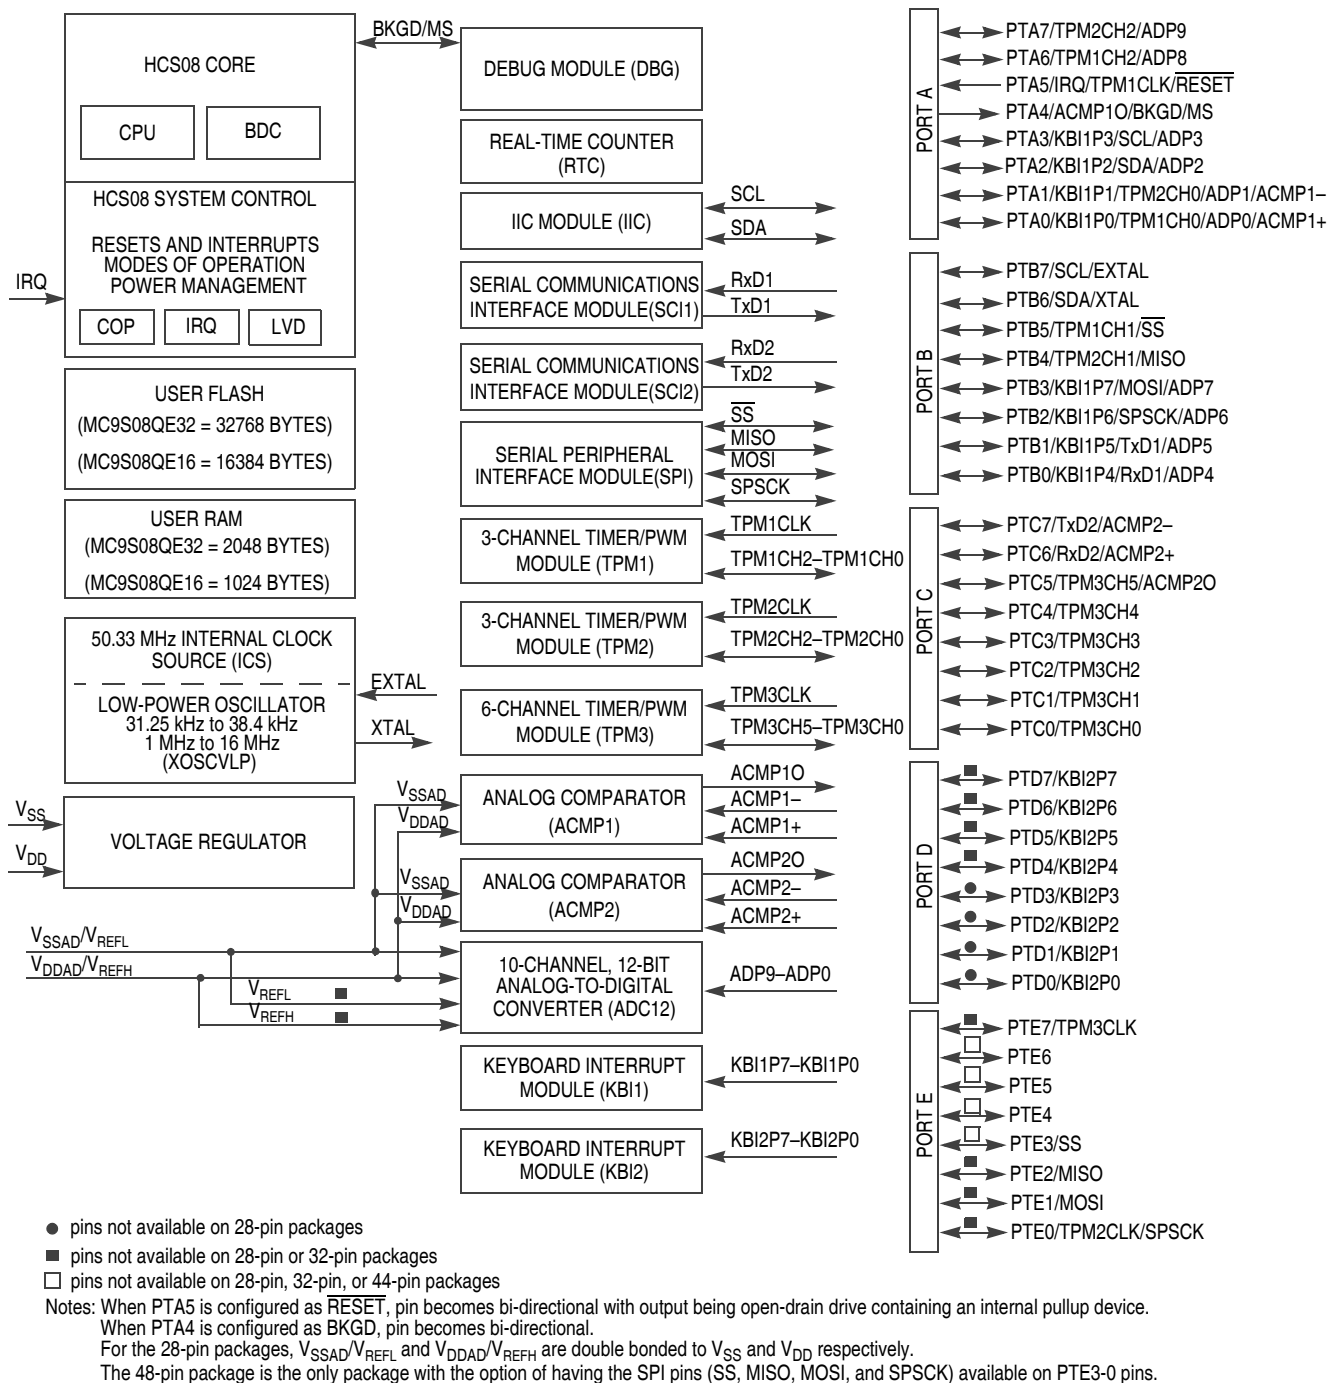 HCS08 CORE
CPU
BDC
HCS08 SYSTEM CONTROL
RESETS AND INTERRUPTS
MODES OF OPERATION
POWER MANAGEMENT
COP
IRQ
LVD
IRQ
USER FLASH
(MC9S08QE32 = 32768 BYTES)
(MC9S08QE16 = 16384 BYTES)
USER RAM
(MC9S08QE32 = 2048 BYTES)
(MC9S08QE16 = 1024 BYTES)
50.33 MHz INTERNAL CLOCK
SOURCE (ICS)
LOW-POWER OSCILLATOR
31.25 kHz to 38.4 kHz
1 MHz to 16 MHz
(XOSCVLP)
EXTAL
XTAL
VSS
VDD
VOLTAGE REGULATOR
VSSAD/VREFL
VDDAD/VREFH
BKGD/MS
DEBUG MODULE (DBG)
REAL-TIME COUNTER
(RTC)
IIC MODULE (IIC)
SCL
SDA
SERIAL COMMUNICATIONS
INTERFACE MODULE(SCI1)
RxD1
TxD1
SERIAL COMMUNICATIONS
INTERFACE MODULE(SCI2)
RxD2
TxD2
SERIAL PERIPHERAL
INTERFACE MODULE(SPI)
SS
MISO
MOSI
SPSCK
3-CHANNEL TIMER/PWM
MODULE (TPM1)
TPM1CLK
TPM1CH2–TPM1CH0
3-CHANNEL TIMER/PWM
MODULE (TPM2)
TPM2CLK
TPM2CH2–TPM2CH0
6-CHANNEL TIMER/PWM
MODULE (TPM3)
TPM3CLK
TPM3CH5–TPM3CH0
VSSAD
VDDAD
ANALOG COMPARATOR
(ACMP1)
ACMP1O
ACMP1–
ACMP1+
VSSAD
VDDAD
ANALOG COMPARATOR
(ACMP2)
ACMP2O
ACMP2–
ACMP2+
VREFL
VREFH
10-CHANNEL, 12-BIT
ANALOG-TO-DIGITAL
CONVERTER (ADC12)
ADP9–ADP0
KEYBOARD INTERRUPT
MODULE (KBI1)
KBI1P7–KBI1P0
KEYBOARD INTERRUPT
MODULE (KBI2)
KBI2P7–KBI2P0
PORT A
PTA7/TPM2CH2/ADP9
PTA6/TPM1CH2/ADP8
PTA5/IRQ/TPM1CLK/RESET
PTA4/ACMP1O/BKGD/MS
PTA3/KBI1P3/SCL/ADP3
PTA2/KBI1P2/SDA/ADP2
PTA1/KBI1P1/TPM2CH0/ADP1/ACMP1–
PTA0/KBI1P0/TPM1CH0/ADP0/ACMP1+
PORT B
PTB7/SCL/EXTAL
PTB6/SDA/XTAL
PTB5/TPM1CH1/SS
PTB4/TPM2CH1/MISO
PTB3/KBI1P7/MOSI/ADP7
PTB2/KBI1P6/SPSCK/ADP6
PTB1/KBI1P5/TxD1/ADP5
PTB0/KBI1P4/RxD1/ADP4
PORT C
PTC7/TxD2/ACMP2–
PTC6/RxD2/ACMP2+
PTC5/TPM3CH5/ACMP2O
PTC4/TPM3CH4
PTC3/TPM3CH3
PTC2/TPM3CH2
PTC1/TPM3CH1
PTC0/TPM3CH0
PORT D
PTD7/KBI2P7
PTD6/KBI2P6
PTD5/KBI2P5
PTD4/KBI2P4
PTD3/KBI2P3
PTD2/KBI2P2
PTD1/KBI2P1
PTD0/KBI2P0
PORT E
PTE7/TPM3CLK
PTE6
PTE5
PTE4
PTE3/SS
PTE2/MISO
PTE1/MOSI
PTE0/TPM2CLK/SPSCK
● pins not available on 28-pin packages
■ pins not available on 28-pin or 32-pin packages
□ pins not available on 28-pin, 32-pin, or 44-pin packages
Notes: When PTA5 is configured as RESET, pin becomes bi-directional with output being open-drain drive containing an internal pullup device.
When PTA4 is configured as BKGD, pin becomes bi-directional.
For the 28-pin packages, VSSAD/VREFL and VDDAD/VREFH are double bonded to VSS and VDD respectively.
The 48-pin package is the only package with the option of having the SPI pins (SS, MISO, MOSI, and SPSCK) available on PTE3-0 pins.